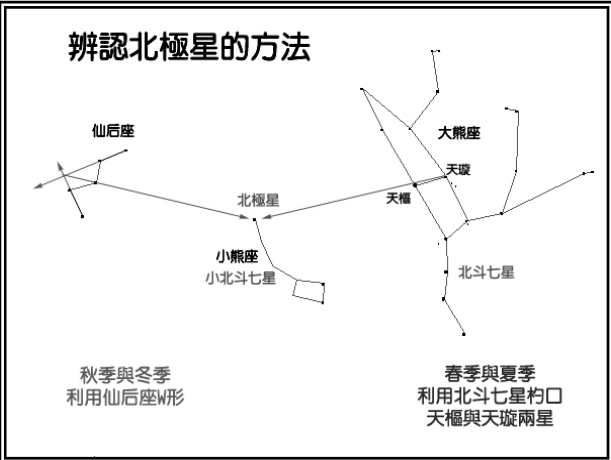 辨認北極星的方法
仙后座
大熊座
天璇
天樞
北極星
小熊座
小北斗七星
北斗七星
秋季與冬季
利用仙后座W形
春季與夏季
利用北斗七星杓口
天樞與天璇兩星